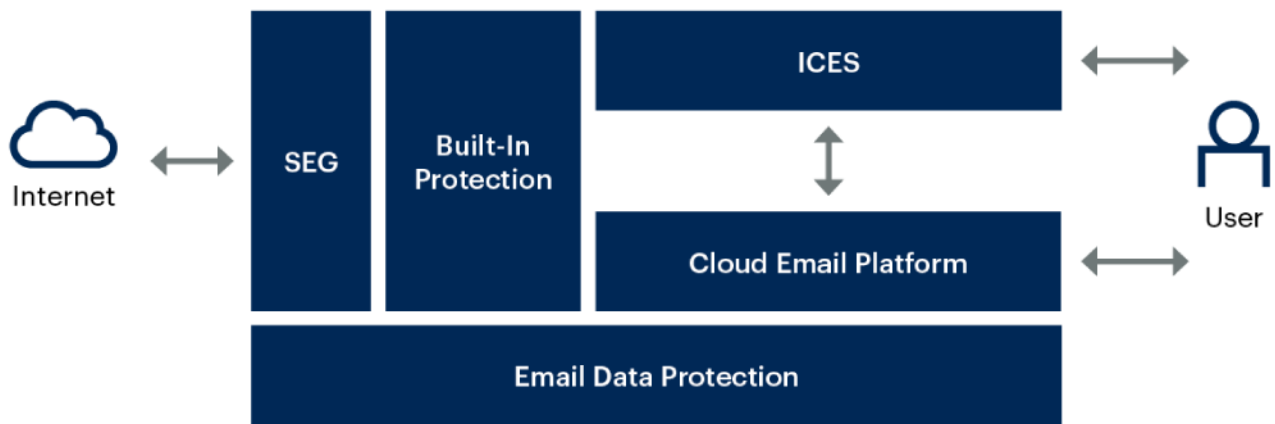 Internet
SEG
Built-In
Protection
ICES
Cloud Email Platform
User
Email Data Protection